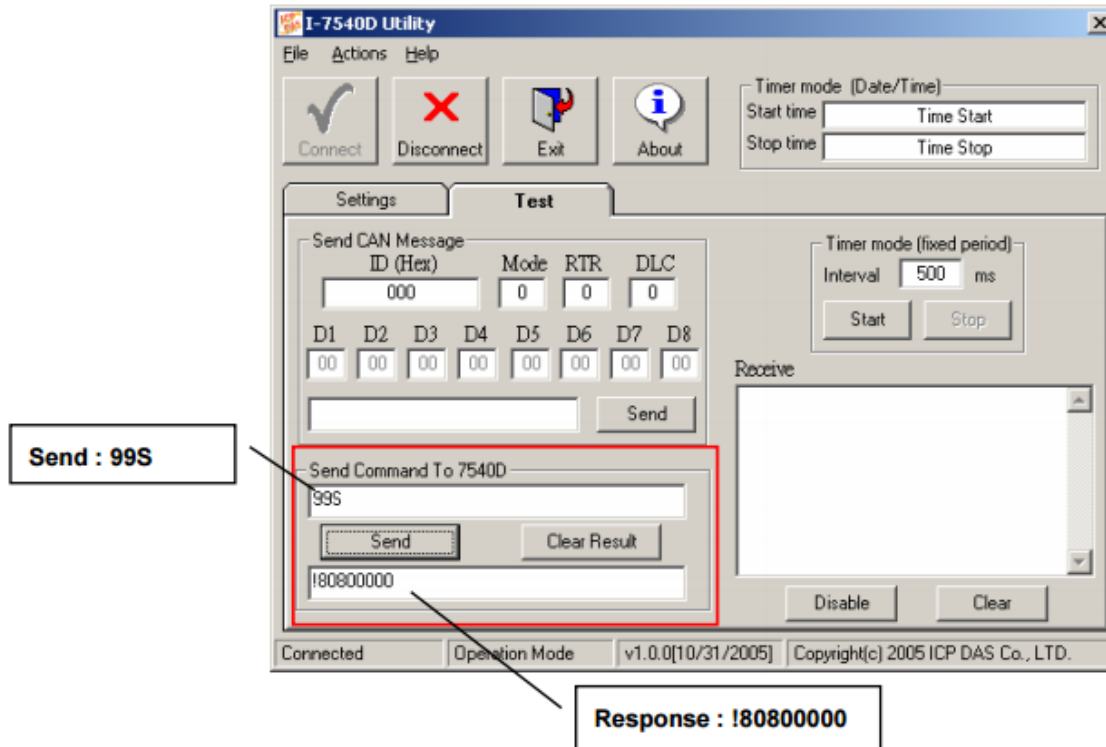 I-7540D Utility
File Actions Help
Connect Disconnect Exit About
Timer mode (Date/Time)
Start time Time Start
Stop time Time Stop
Settings Test
Send CAN Message
ID (Hex) Mode RTR DLC
000 0 0 0
D1 D2 D3 D4 D5 D6 D7 D8
00 00 00 00 00 00 00 00
Send
Timer mode (fixed period)
Interval 500 ms
Start Stop
Receive
Send : 99S
Send Command To 7540D
99S
Send Clear Result
!80800000
Disable Clear
Connected Operation Mode v1.0.0[10/31/2005] Copyright(c) 2005 ICP DAS Co., LTD.
Response : !80800000